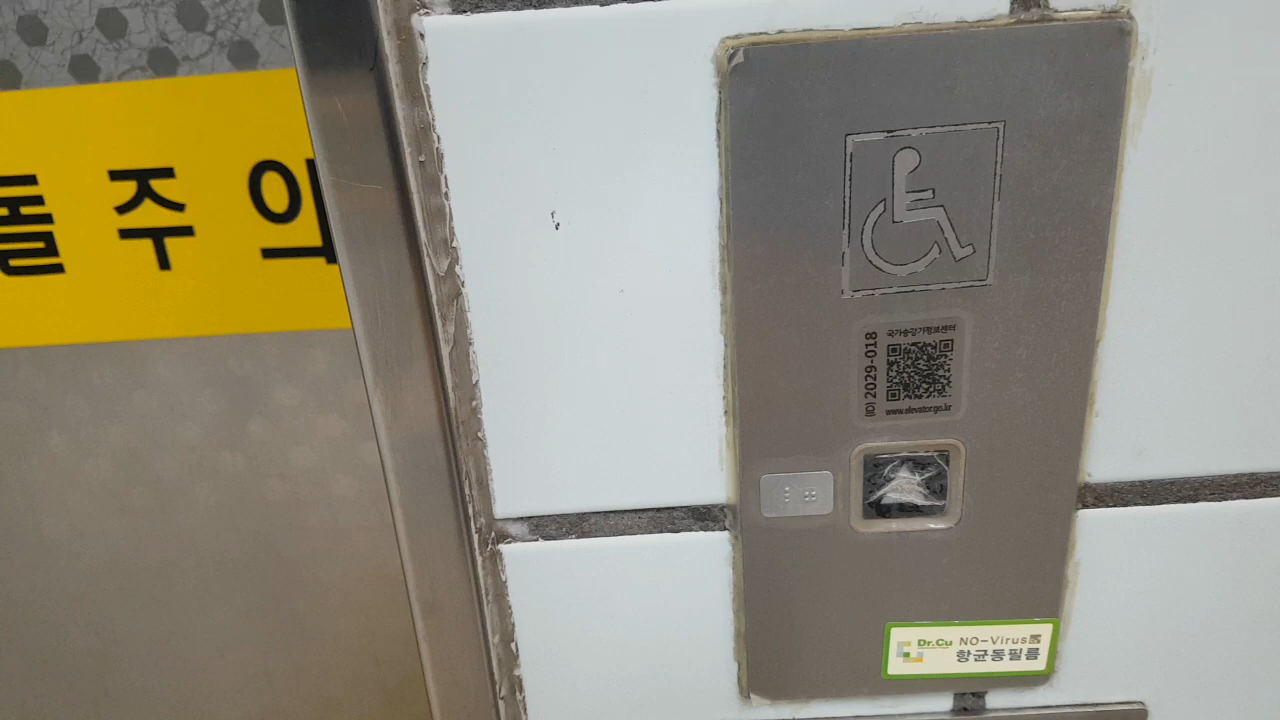 돌 주 의
국가승강기정보센터
(ID) 2029-018
www.elevator.go.kr
Dr.Cu NO-Virus
항균동필름